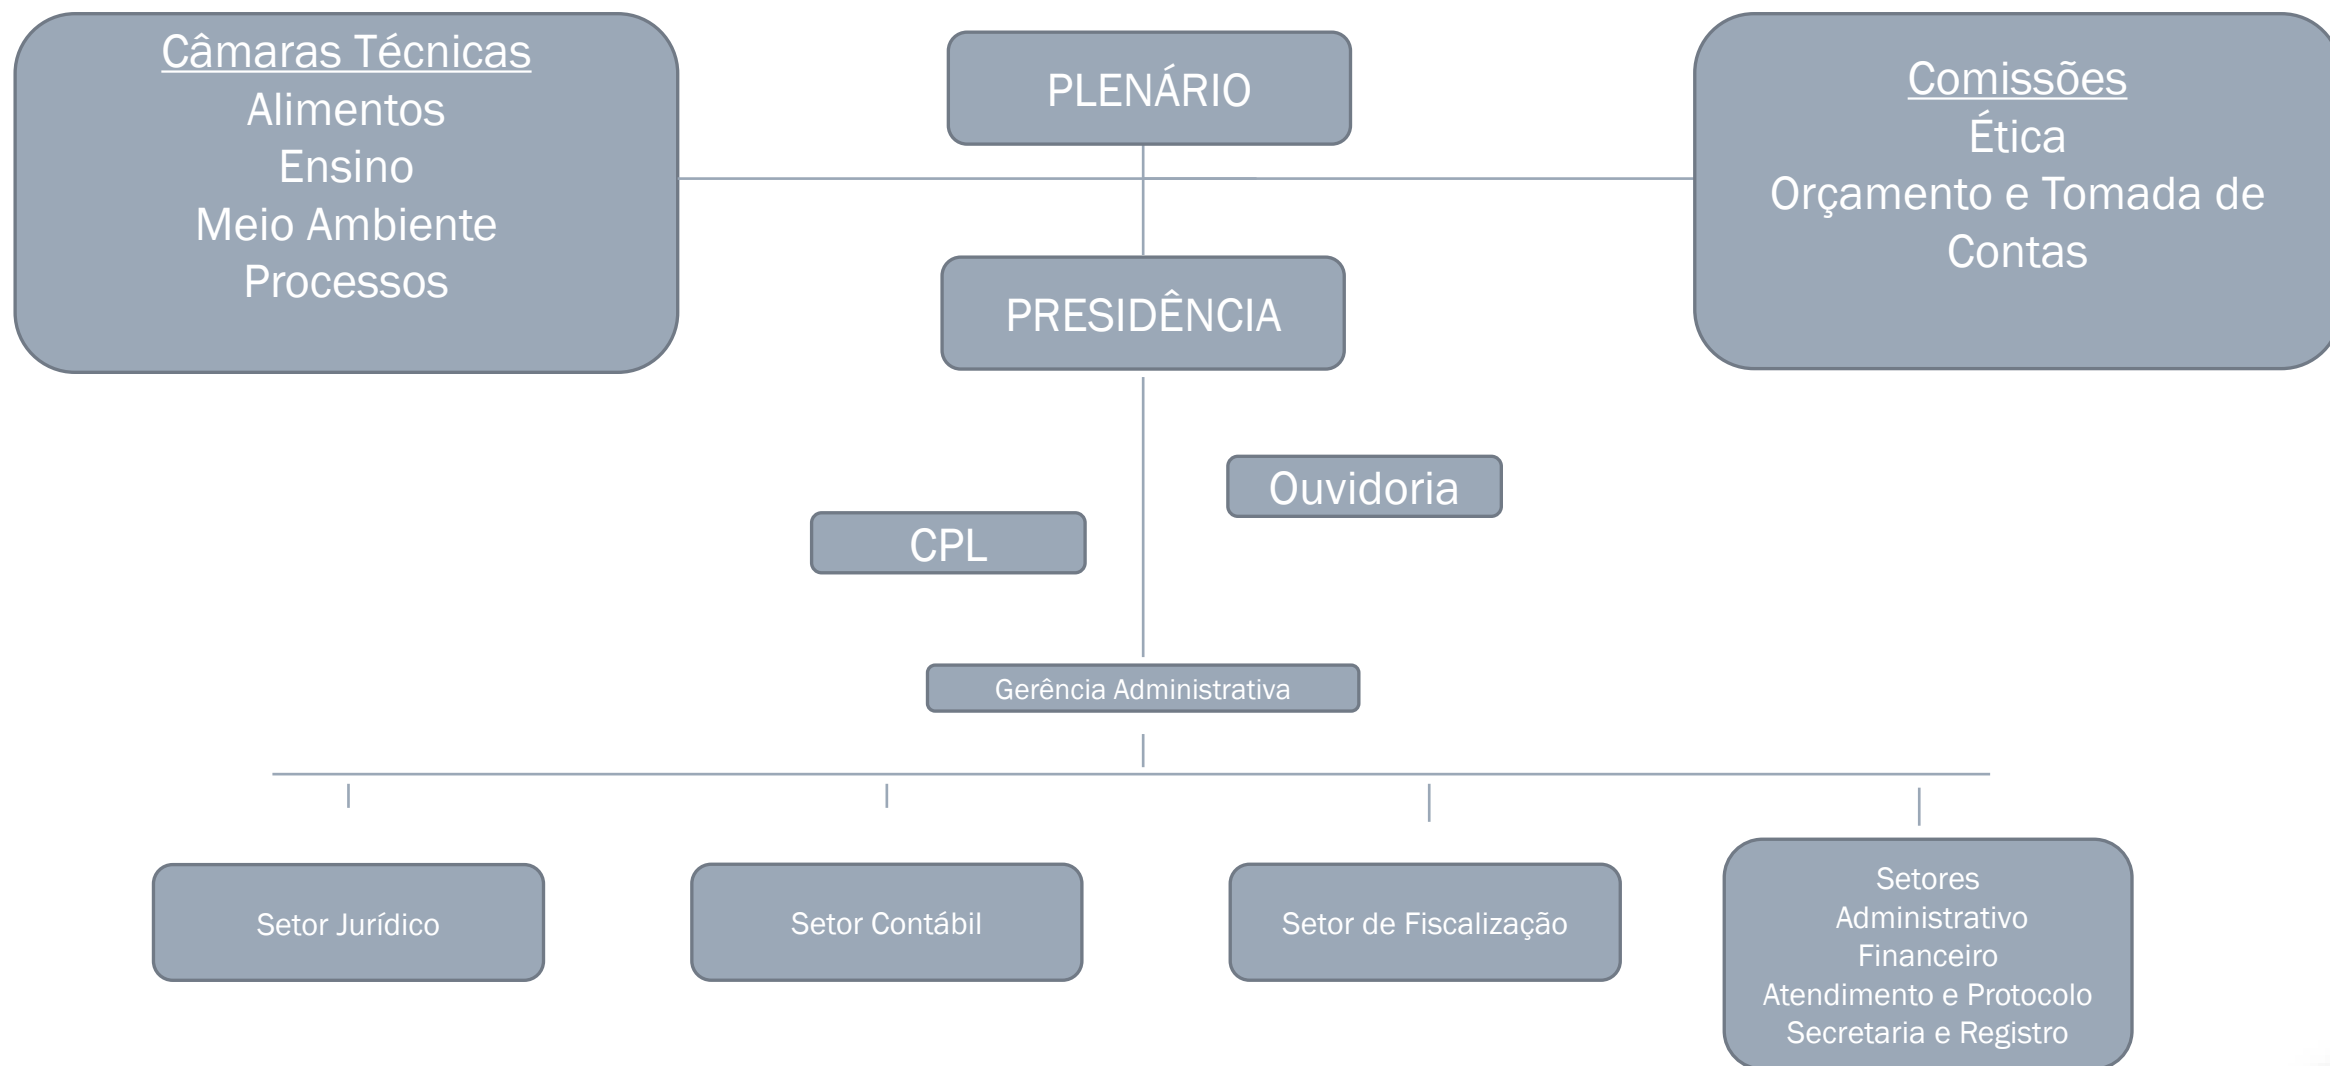 Câmaras Técnicas
Alimentos
Ensino
Meio Ambiente
Processos
PLENÁRIO
Comissões
Ética
Orçamento e Tomada de
Contas
PRESIDÊNCIA
Ouvidoria
CPL
Gerência Administrativa
Setor Jurídico
Setor Contábil
Setor de Fiscalização
Setores
Administrativo
Financeiro
Atendimento e Protocolo
Secretaria e Registro